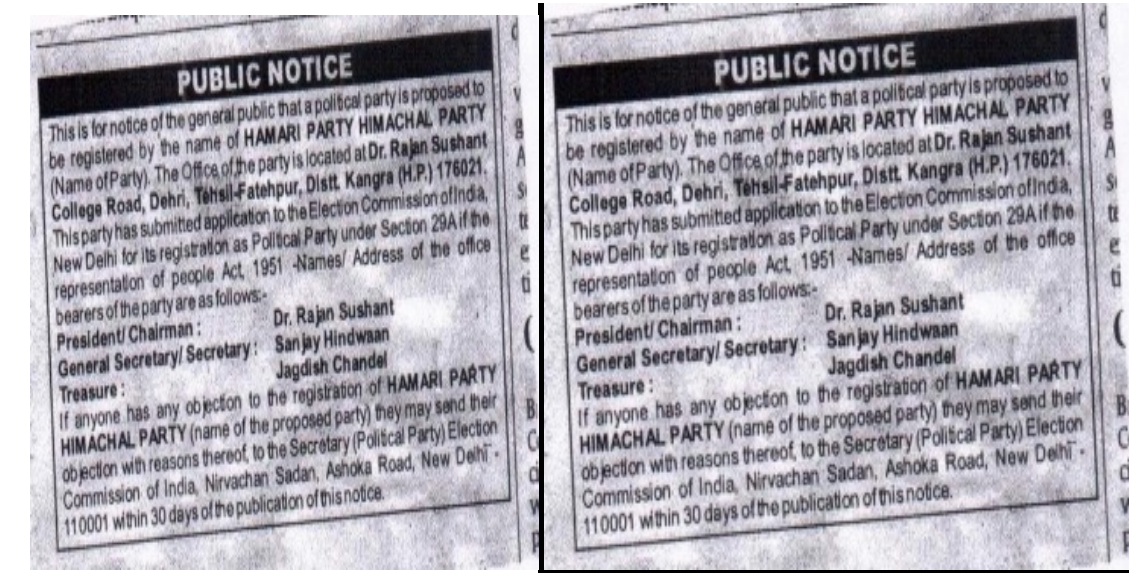 PUBLIC NOTICE
This is for notice of the general public that a political party is proposed to
be registered by the name of HAMARI PARTY HIMACHAL PARTY
(Name of Party). The Office of the party is located at Dr. Rajan Sushant
College Road, Dehri, Tehsil-Fatehpur, Distt. Kangra (H.P.) 176021.
This party has submitted application to the Election Commission of India,
New Delhi for its registration as Political Party under Section 29A if the
representation of people Act, 1951 -Names/ Address of the office
bearers of the party are as follows:-
President/ Chairman : Dr. Rajan Sushant
General Secretary/ Secretary : Sanjay Hindwaan
Treasure : Jagdish Chandel
If anyone has any objection to the registration of HAMARI PARTY
HIMACHAL PARTY (name of the proposed party) they may send their
objection with reasons thereof, to the Secretary (Political Party) Election
Commission of India, Nirvachan Sadan, Ashoka Road, New Delhi -
110001 within 30 days of the publication of this notice.
PUBLIC NOTICE
This is for notice of the general public that a political party is proposed to
be registered by the name of HAMARI PARTY HIMACHAL PARTY
(Name of Party). The Office of the party is located at Dr. Rajan Sushant
College Road, Dehri, Tehsil-Fatehpur, Distt. Kangra (H.P.) 176021.
This party has submitted application to the Election Commission of India,
New Delhi for its registration as Political Party under Section 29A if the
representation of people Act, 1951 -Names/ Address of the office
bearers of the party are as follows:-
President/ Chairman : Dr. Rajan Sushant
General Secretary/ Secretary : Sanjay Hindwaan
Treasure : Jagdish Chandel
If anyone has any objection to the registration of HAMARI PARTY
HIMACHAL PARTY (name of the proposed party) they may send their
objection with reasons thereof, to the Secretary (Political Party) Election
Commission of India, Nirvachan Sadan, Ashoka Road, New Delhi -
110001 within 30 days of the publication of this notice.